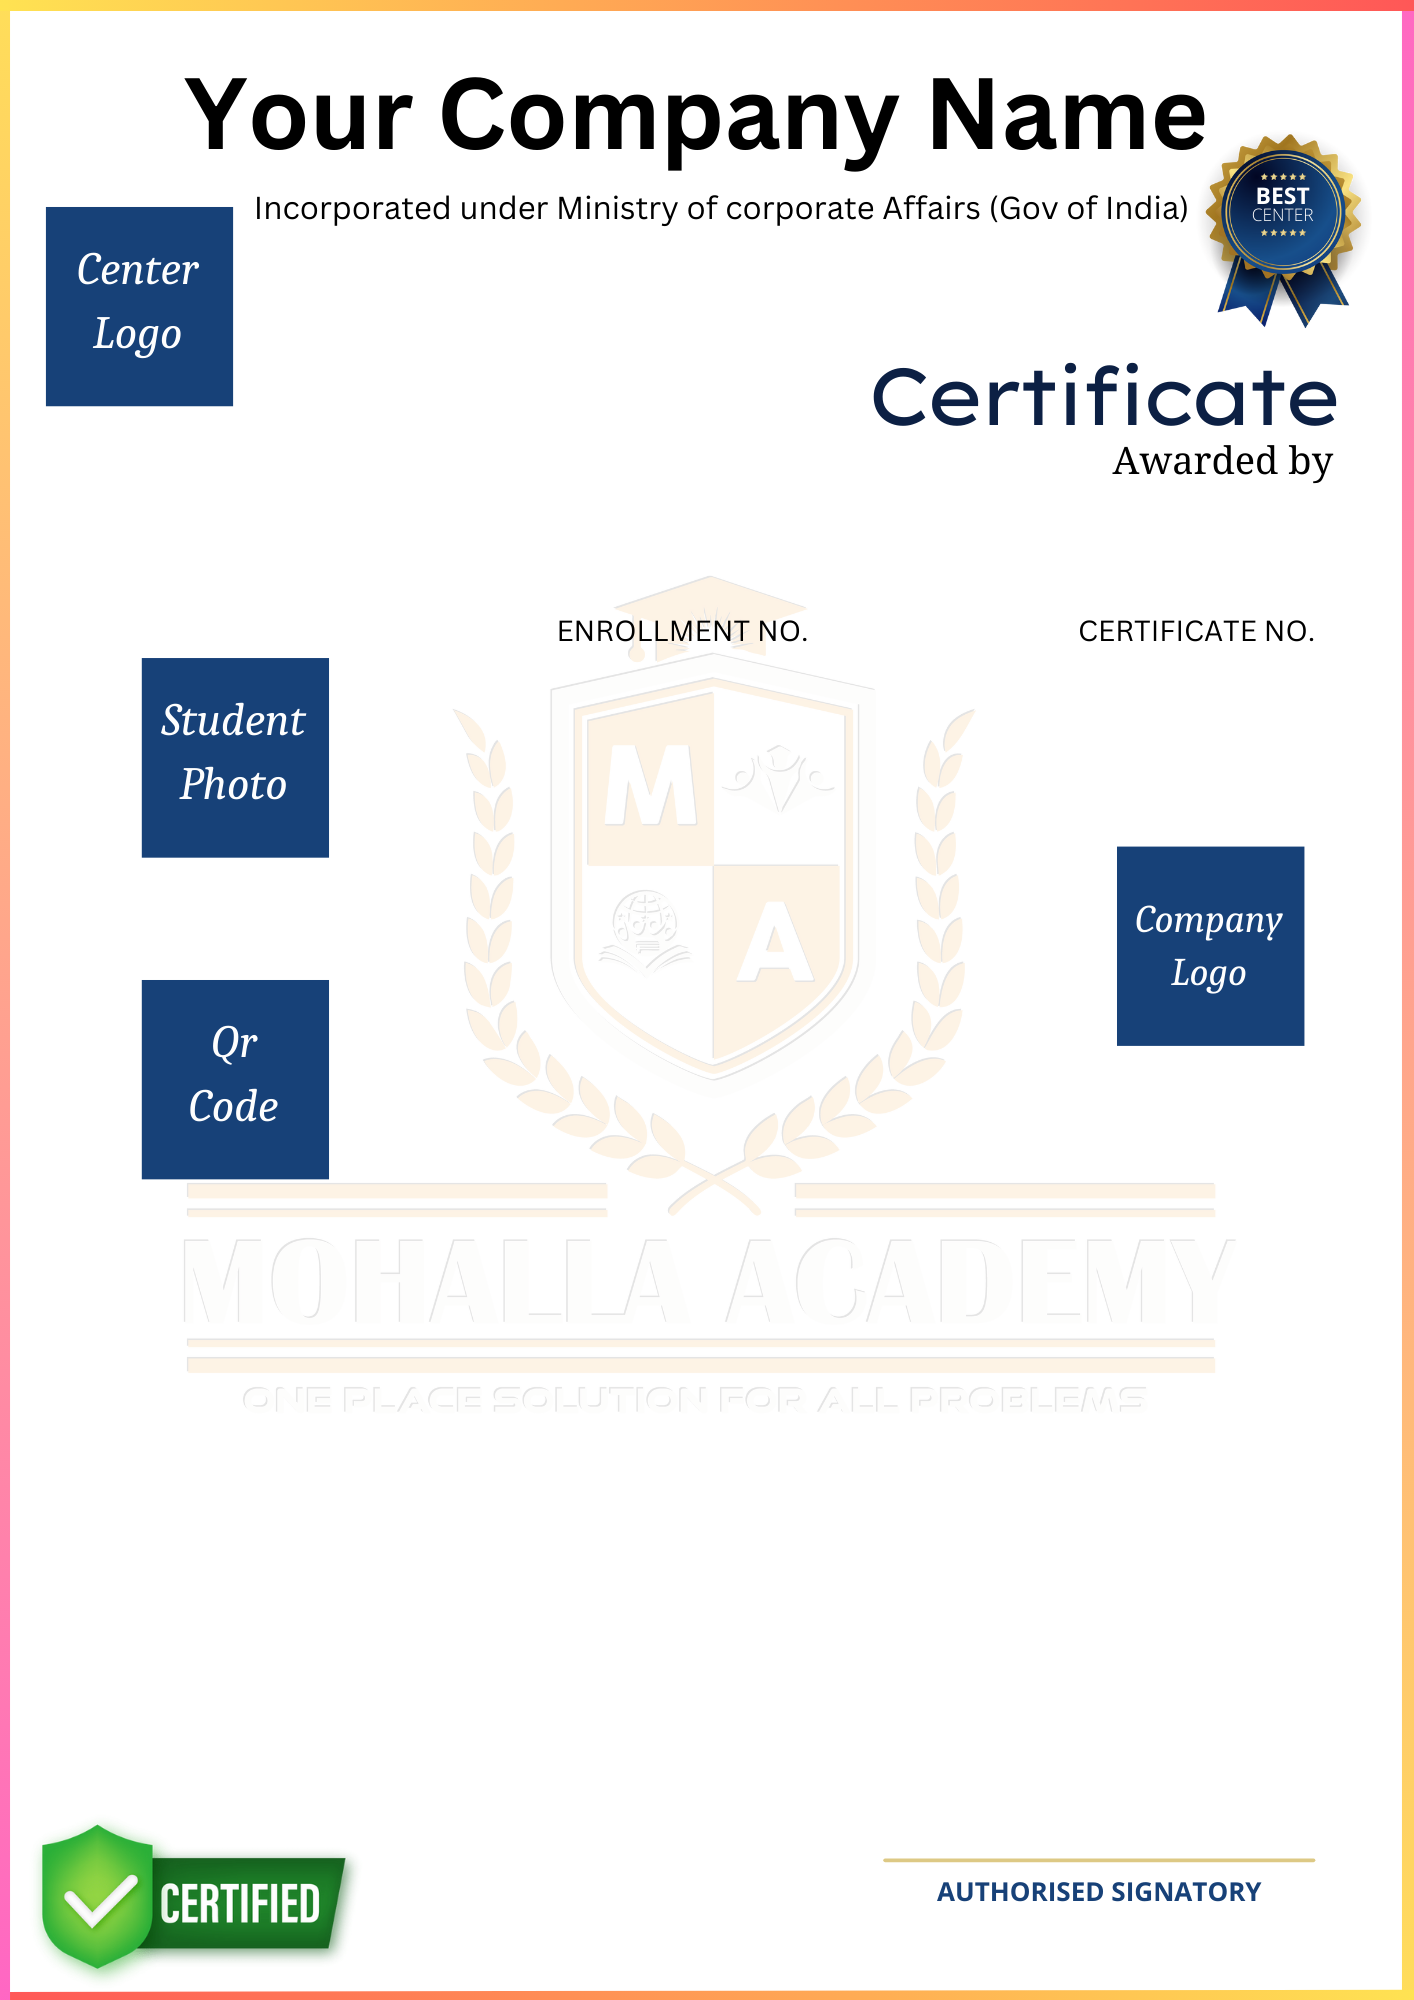 Your Company Name
Incorporated under Ministry of corporate Affairs (Gov of India)
BEST
CENTER
Center
Logo
Certificate
Awarded by
ENROLLMENT NO.
CERTIFICATE NO.
Student
Photo
M
A
Company
Logo
Qr
Code
MOHALLA ACADEMY
ONE PLACE SOLUTION FOR ALL PROBLEMS
CERTIFIED
AUTHORISED SIGNATORY